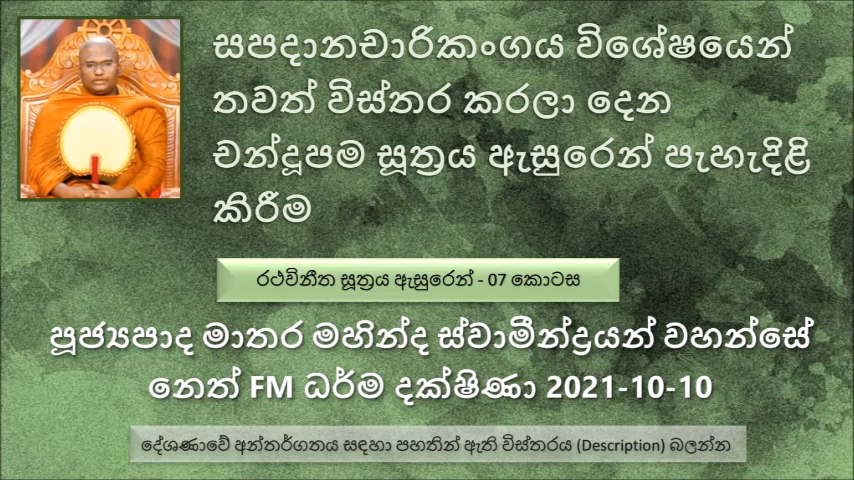 සපදානචාරිකංගය විශේෂයෙන්
තවත් විස්තර කරලා දෙන
චන්දූපම සූත්‍රය ඇසුරෙන් පැහැදිළි
කිරීම
රථවිනීත සූත්‍රය ඇසුරෙන් - 07 කොටස
පූජ්‍යපාද මාතර මහින්ද ස්වාමීන්ද්‍රයන් වහන්සේ
නෙත් FM ධර්ම දක්ෂිණා 2021-10-10
දේශණාවේ අන්තර්ගතය සඳහා පහතින් ඇති විස්තරය (Description) බලන්න